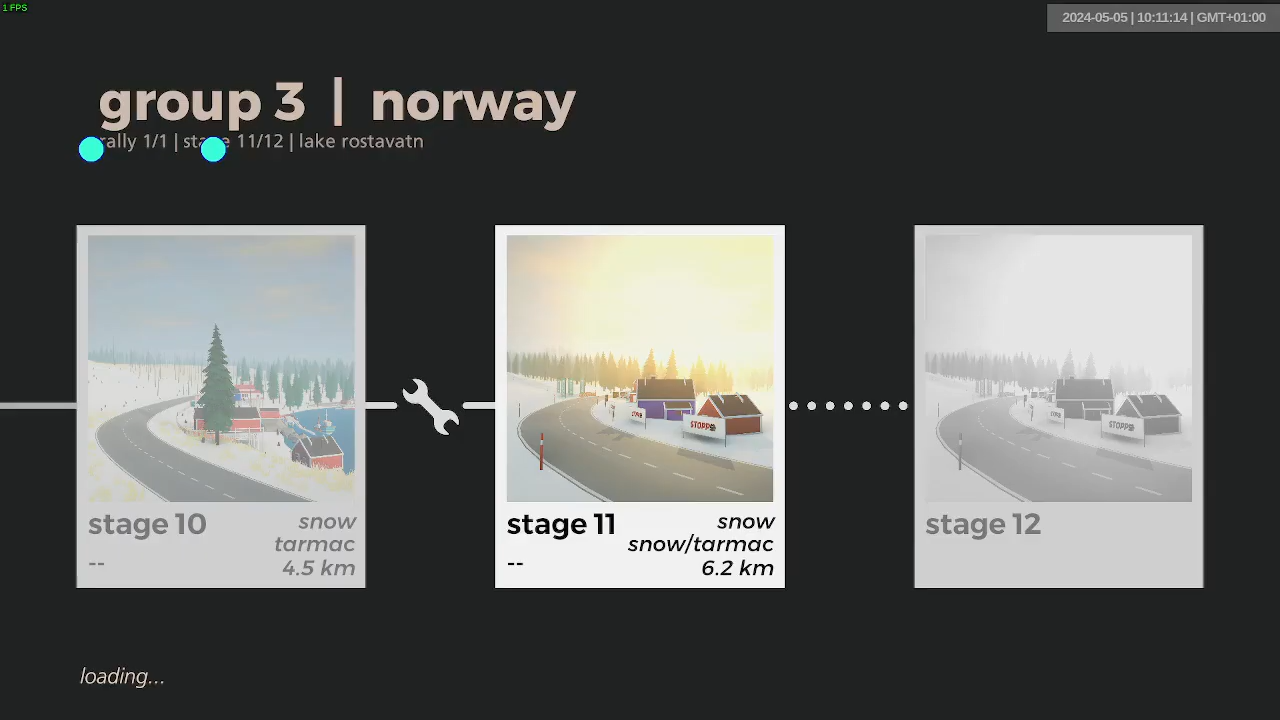 1 FPS
2024-05-05 | 10:11:14 | GMT+01:00
group 3 | norway
rally 1/1 | stage 11/12 | lake rostavatn
STOPP
STOPP
stage 10
snow
tarmac
4.5 km
--
stage 11
snow
snow/tarmac
6.2 km
--
stage 12
loading...